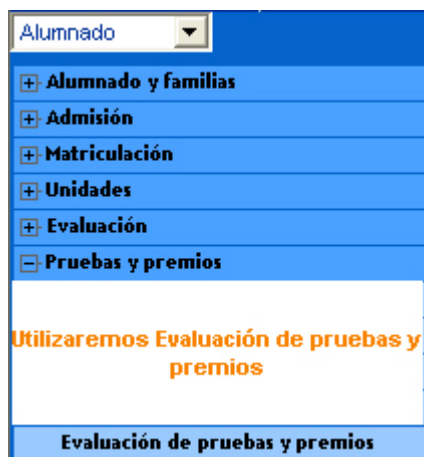 Alumnado
Alumnado y familias
Admisión
Matriculación
Unidades
Evaluación
Pruebas y premios
Utilizaremos Evaluación de pruebas y
premios
Evaluación de pruebas y premios